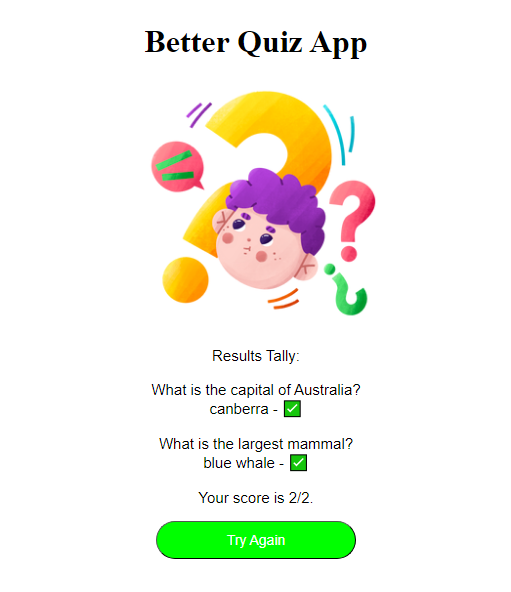 Better Quiz App
Results Tally:
What is the capital of Australia?
canberra - ✅
What is the largest mammal?
blue whale - ✅
Your score is 2/2.
Try Again